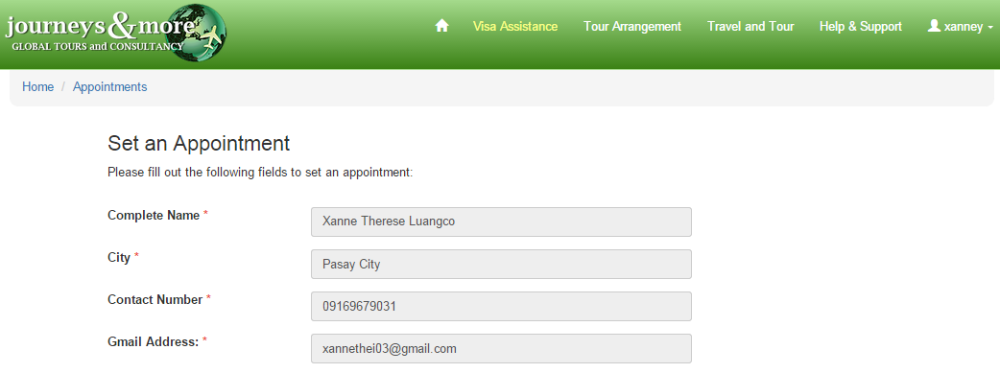 journeys&more
GLOBAL TOURS and CONSULTANCY
Visa Assistance Tour Arrangement Travel and Tour Help & Support xanney
Home / Appointments
Set an Appointment
Please fill out the following fields to set an appointment:
Complete Name * Xanne Therese Luangco
City * Pasay City
Contact Number * 09169679031
Gmail Address: * xannethei03@gmail.com